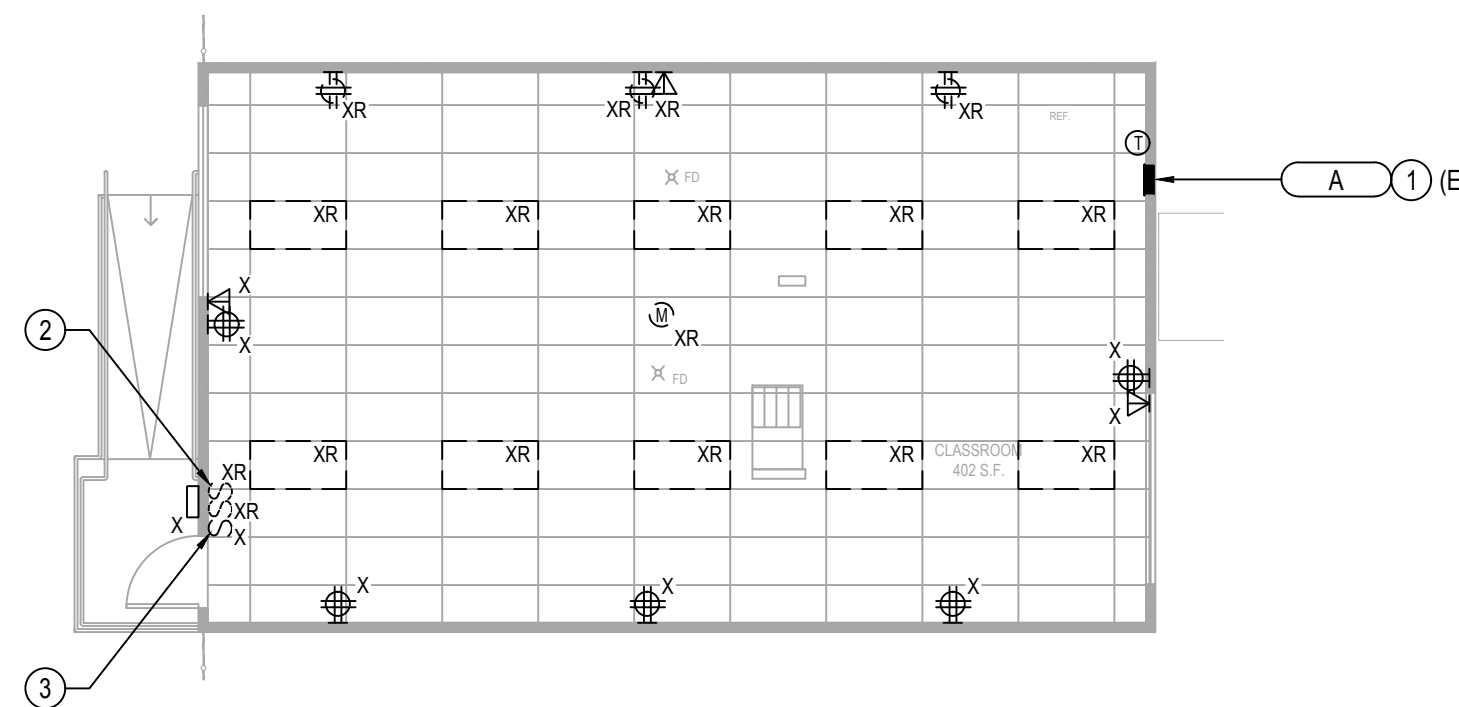 XR
XR XR
XR
REF.
T
FD
A 1 (E
XR XR XR XR XR
X
2
X
M
XR
X
FD
X
XR XR XR XR XR
CLASSROOM
402 S.F.
XR
S
S XR
X
S X
X X X
3